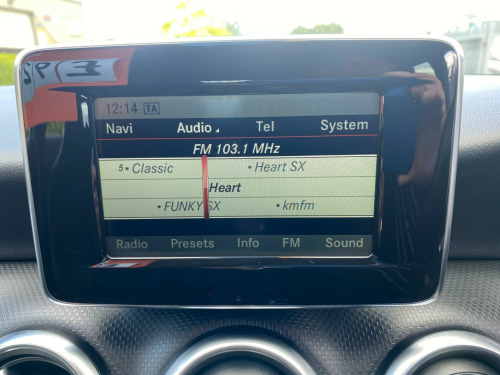 12:14 TA
Navi Audio Tel System
FM 103.1 MHz
5• Classic • Heart SX
Heart
• FUNKY SX • kmfm
Radio Presets Info FM Sound